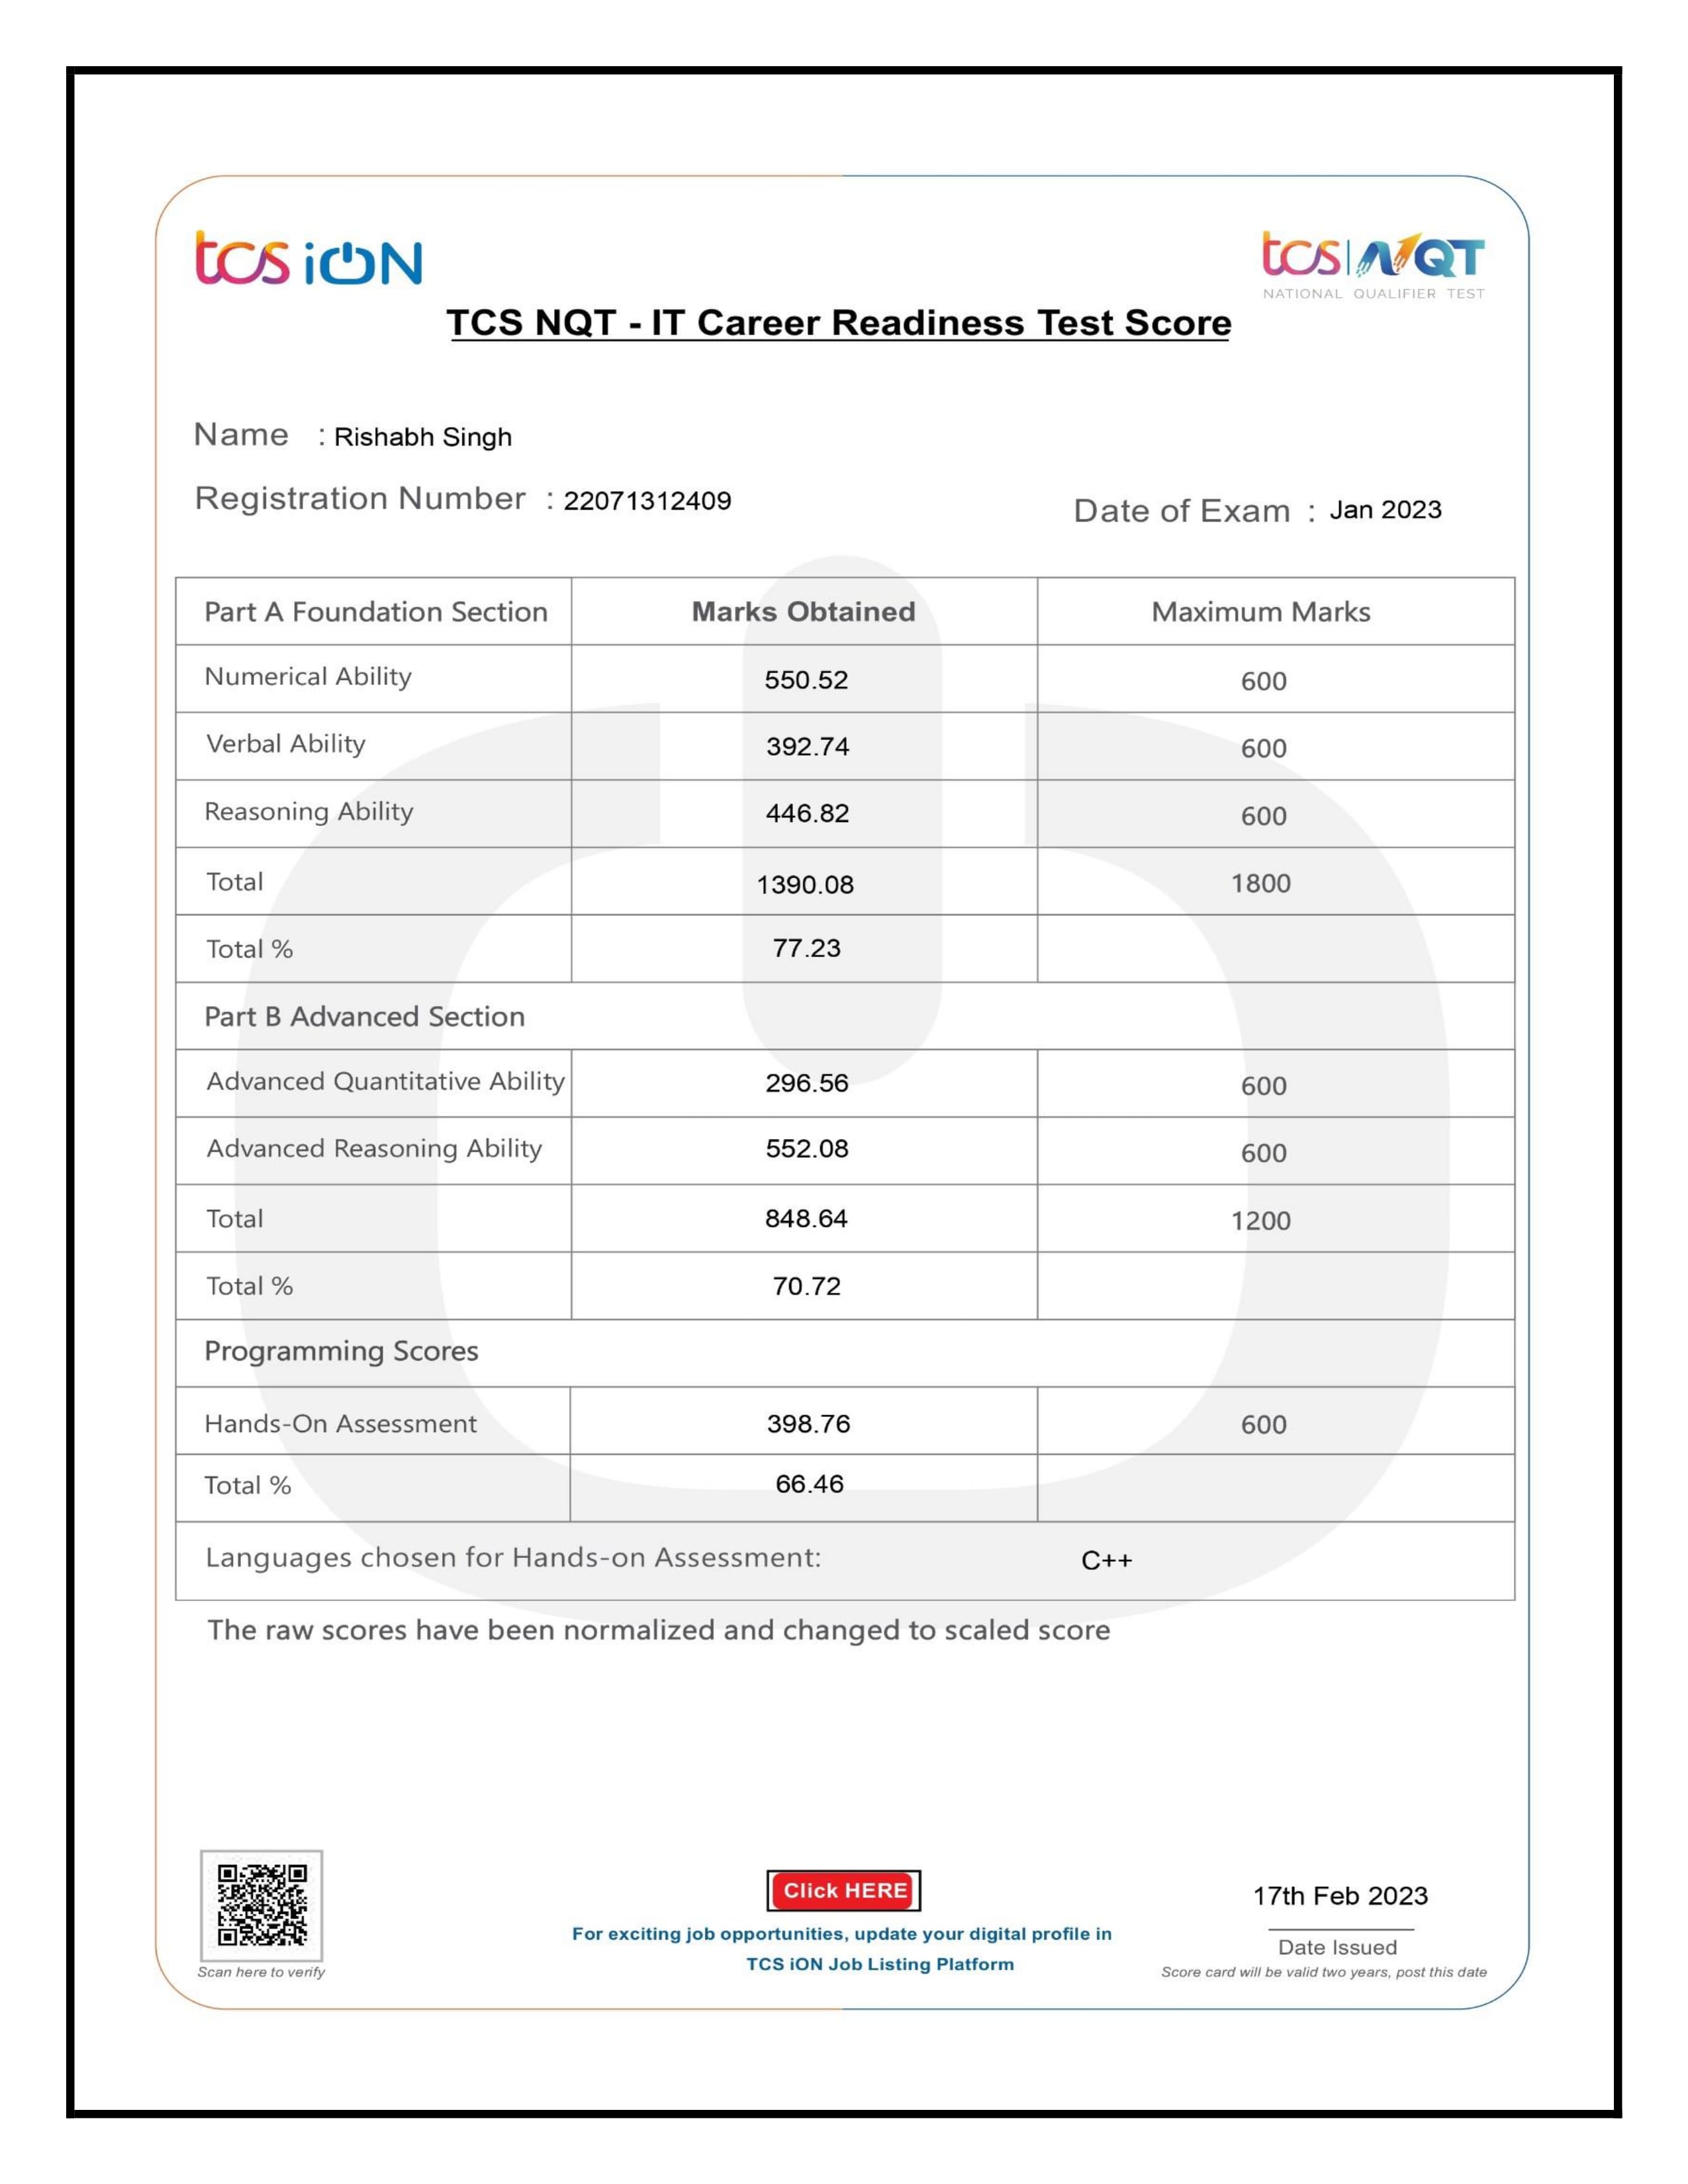 tcs iON
tcs NQT
NATIONAL QUALIFIER TEST
TCS NQT - IT Career Readiness Test Score
Name : Rishabh Singh
Registration Number : 22071312409
Date of Exam : Jan 2023
Part A Foundation Section Marks Obtained Maximum Marks
Numerical Ability 550.52 600
Verbal Ability 392.74 600
Reasoning Ability 446.82 600
Total 1390.08 1800
Total % 77.23
Part B Advanced Section
Advanced Quantitative Ability 296.56 600
Advanced Reasoning Ability 552.08 600
Total 848.64 1200
Total % 70.72
Programming Scores
Hands-On Assessment 398.76 600
Total % 66.46
Languages chosen for Hands-on Assessment: C++
The raw scores have been normalized and changed to scaled score
Scan here to verify
Click HERE
For exciting job opportunities, update your digital profile in
TCS iON Job Listing Platform
17th Feb 2023
Date Issued
Score card will be valid two years, post this date